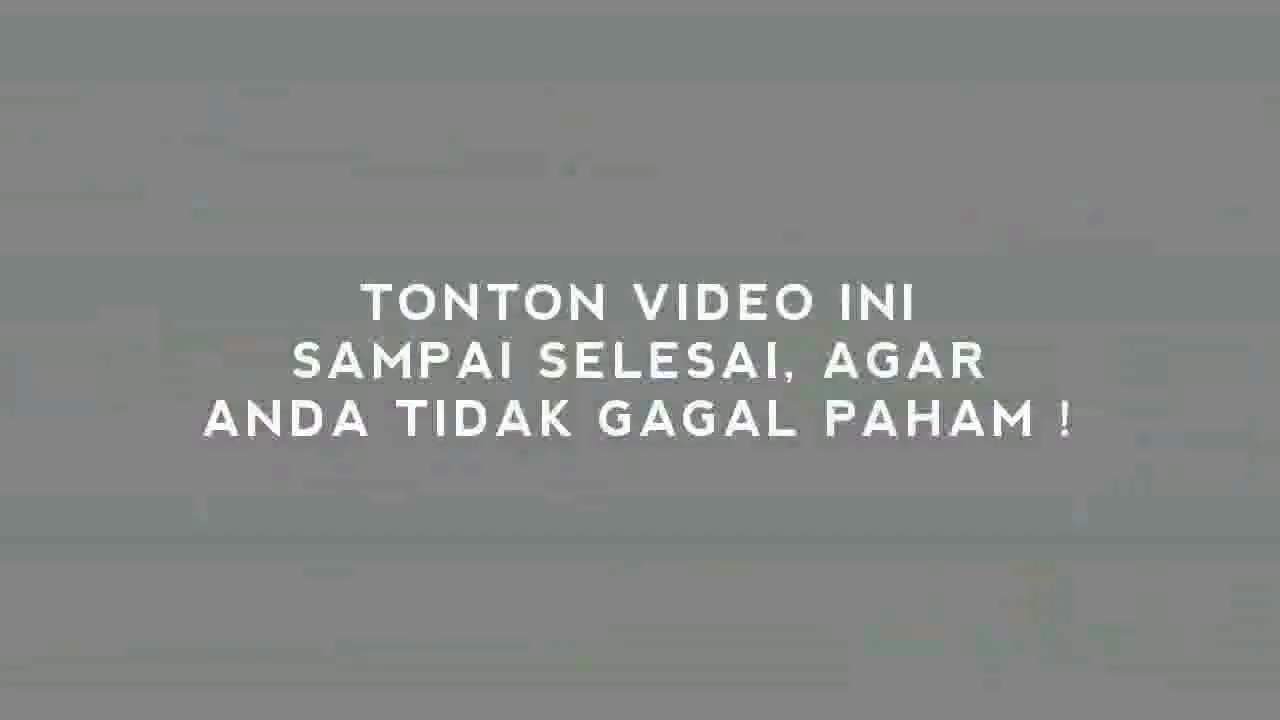 TONTON VIDEO INI
SAMPAI SELESAI, AGAR
ANDA TIDAK GAGAL PAHAM !